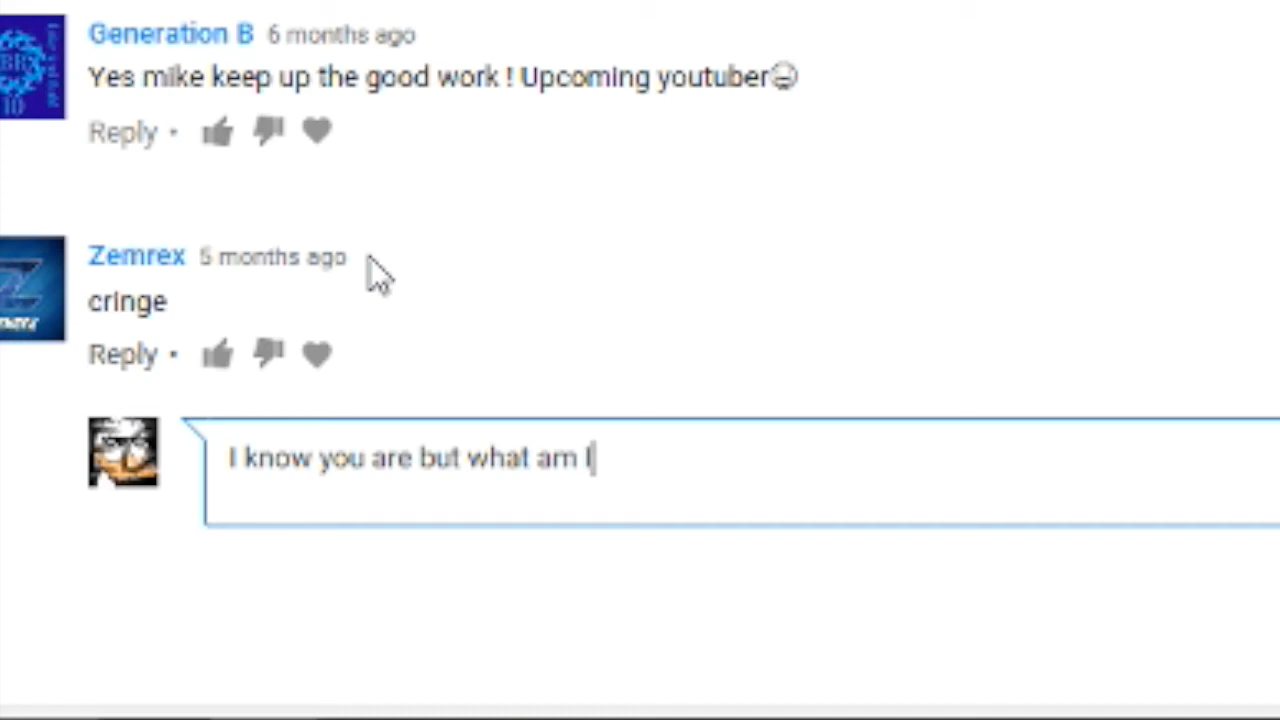 Generation B 6 months ago
Yes mike keep up the good work ! Upcoming youtuber
Reply •
Zemrex 5 months ago
cringe
Reply •
I know you are but what am I